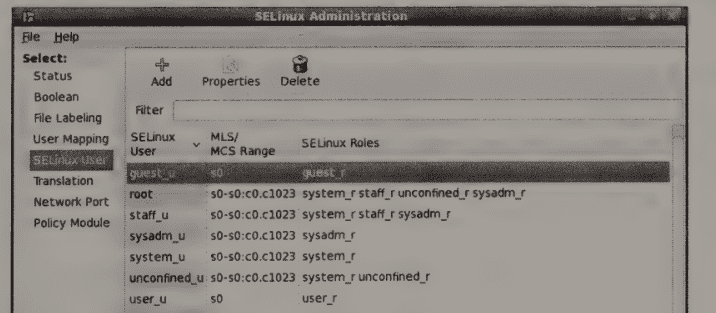 SELinux Administration
File Help
Select:
Status
Boolean
File Labeling
User Mapping
SELinux User
Translation
Network Port
Policy Module
Add Properties Delete
Filter
SELinux User MLS/ MCS Range SELinux Roles
guest_u s0 guest_r
root s0-s0:c0.c1023 system_r staff_r unconfined_r sysadm_r
staff_u s0-s0:c0.c1023 system_r staff_r sysadm_r
sysadm_u s0-s0:c0.c1023 sysadm_r
system_u s0-s0:c0.c1023 system_r
unconfined_u s0-s0:c0.c1023 system_r unconfined_r
user_u s0 user_r